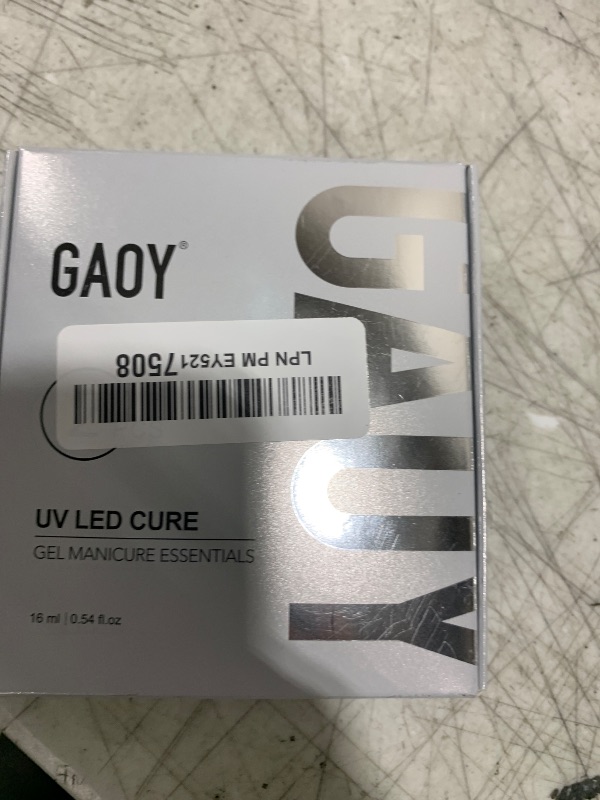 GAOY®
GAOY
LPN PM EY5217508
UV LED CURE
GEL MANICURE ESSENTIALS
16 ml | 0.54 fl.oz